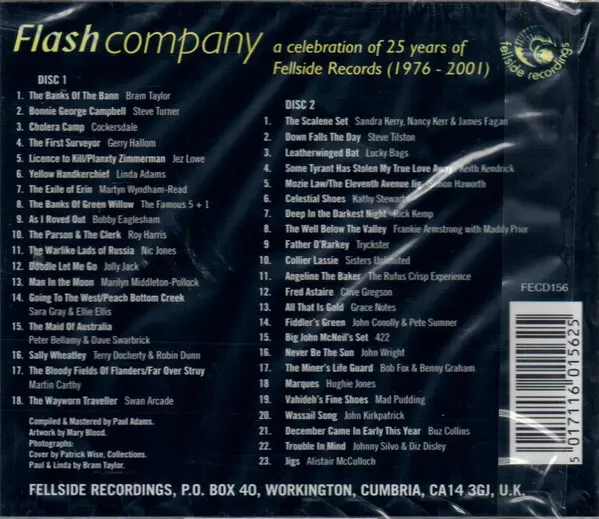 Flash company
a celebration of 25 years of
Fellside Records (1976 - 2001)
fellside recordings
DISC 1
1. The Banks Of The Bann Bram Taylor
2. Bonnie George Campbell Steve Turner
3. Cholera Camp Cockersdale
4. The First Surveyor Gerry Hallom
5. Licence to Kill/Planxty Zimmerman Jez Lowe
6. Yellow Handkerchief Linda Adams
7. The Exile of Erin Martyn Wyndham-Read
8. The Banks Of Green Willow The Famous 5 + 1
9. As I Roved Out Bobby Eaglesham
10. The Parson & The Clerk Roy Harris
11. The Warlike Lads of Russia Nic Jones
12. Doodle Let Me Go Jolly Jack
13. Man in the Moon Marilyn Middleton-Pollock
14. Going To The West/Peach Bottom Creek
Sara Gray & Ellie Ellis
15. The Maid Of Australia
Peter Bellamy & Dave Swarbrick
16. Sally Wheatley Terry Docherty & Robin Dunn
17. The Bloody Fields Of Flanders/Far Over Struy
Martin Carthy
18. The Wayworn Traveller Swan Arcade
Compiled & Mastered by Paul Adams.
Artwork by Mary Blood.
Photographs:
Cover by Patrick Wise, Collections.
Paul & Linda by Bram Taylor.
DISC 2
1. The Scalene Set Sandra Kerry, Nancy Kerr & James Fagan
2. Down Falls The Day Steve Tilston
3. Leatherwinged Bat Lucky Bags
4. Some Tyrant Has Stolen My True Love Away Keith Kendrick
5. Mozie Law/The Eleventh Avenue Jig Simon Haworth
6. Celestial Shoes Kathy Stewart
7. Deep in the Darkest Night Rick Kemp
8. The Well Below The Valley Frankie Armstrong with Maddy Prior
9 Father O'Rarkey Tryckster
10. Collier Lassie Sisters Unlimited
11. Angeline The Baker The Rufus Crisp Experience
12. Fred Astaire Clive Gregson
13. All That Is Gold Grace Notes
14. Fiddler's Green John Conolly & Pete Sumner
15. Big John McNeil's Set 422
16. Never Be The Sun John Wright
17. The Miner's Life Guard Bob Fox & Benny Graham
18 Marques Hughie Jones
19. Vahideh's Fine Shoes Mad Pudding
20. Wassail Song John Kirkpatrick
21. December Came In Early This Year Buz Collins
22. Trouble In Mind Johnny Silvo & Diz Disley
23. Jigs Alistair McCulloch
FECD156
5 017116 015625
FELLSIDE RECORDINGS, P.O. BOX 40, WORKINGTON, CUMBRIA, CA14 3GJ, U.K.